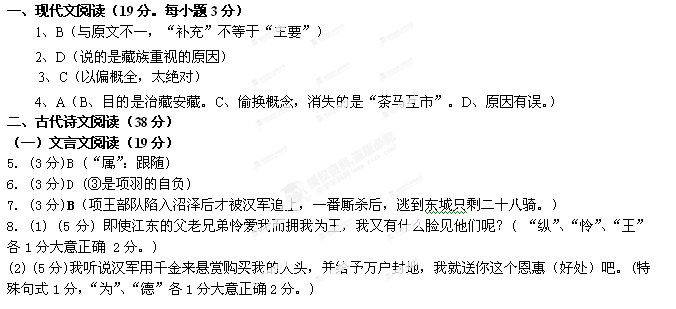 一、现代文阅读（19分。每小题3分）
1、B（与原文不一，“补充”不等于“主要”）
2、D（说的是藏族重视的原因）
3、C（以偏概全，太绝对）
4、A（B、目的是治藏安藏。C、偷换概念，消失的是“茶马互市”。D、原因有误。）
二、古代诗文阅读（38分）
（一）文言文阅读（19分）
5. (3分)B（“属”：跟随)
6. (3分)D（③是项羽的自负)
7. (3分)B（项王部队陷入沼泽后才被汉军追上，一番厮杀后，逃到东城只剩二十八骑。）
8. (1)（5分）即使江东的父老兄弟怜爱我而拥我为王，我又有什么脸见他们呢？( “纵”、“怜”、“王”
各1分大意正确 2分。）
(2) (5分)我听说汉军用千金来悬赏购买我的人头，并给予万户封地，我就送你这个恩惠（好处）吧。(特
殊句式1分，“为”、“德”各1分大意正确2分。）